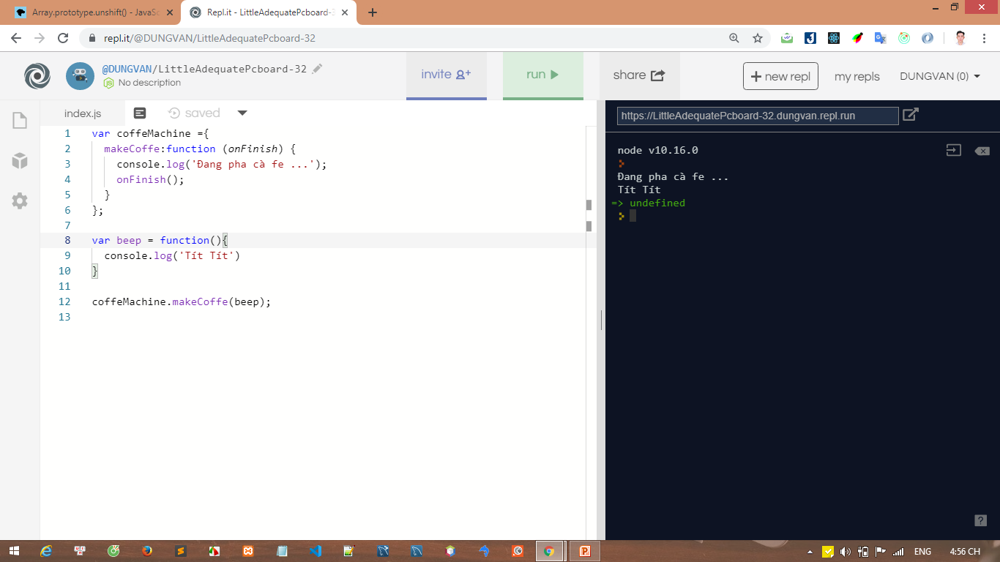 Array.prototype.unshift() - JavaSc
Repl.it - LittleAdequatePcboard-3
repl.it/@DUNGVAN/LittleAdequatePcboard-32
@DUNGVAN/LittleAdequatePcboard-32
No description
invite
run
share
+ new repl
my repls
DUNGVAN (0)
index.js
saved
1 var coffeMachine ={
2 makeCoffe:function (onFinish) {
3 console.log('Đang pha cà fe ...');
4 onFinish();
5 }
6 };
7
8 var beep = function(){
9 console.log('Tít Tít')
10 }
11
12 coffeMachine.makeCoffe(beep);
13
https://LittleAdequatePcboard-32.dungvan.repl.run
node v10.16.0
Đang pha cà fe ...
Tít Tít
=> undefined
?
ENG
4:56 CH